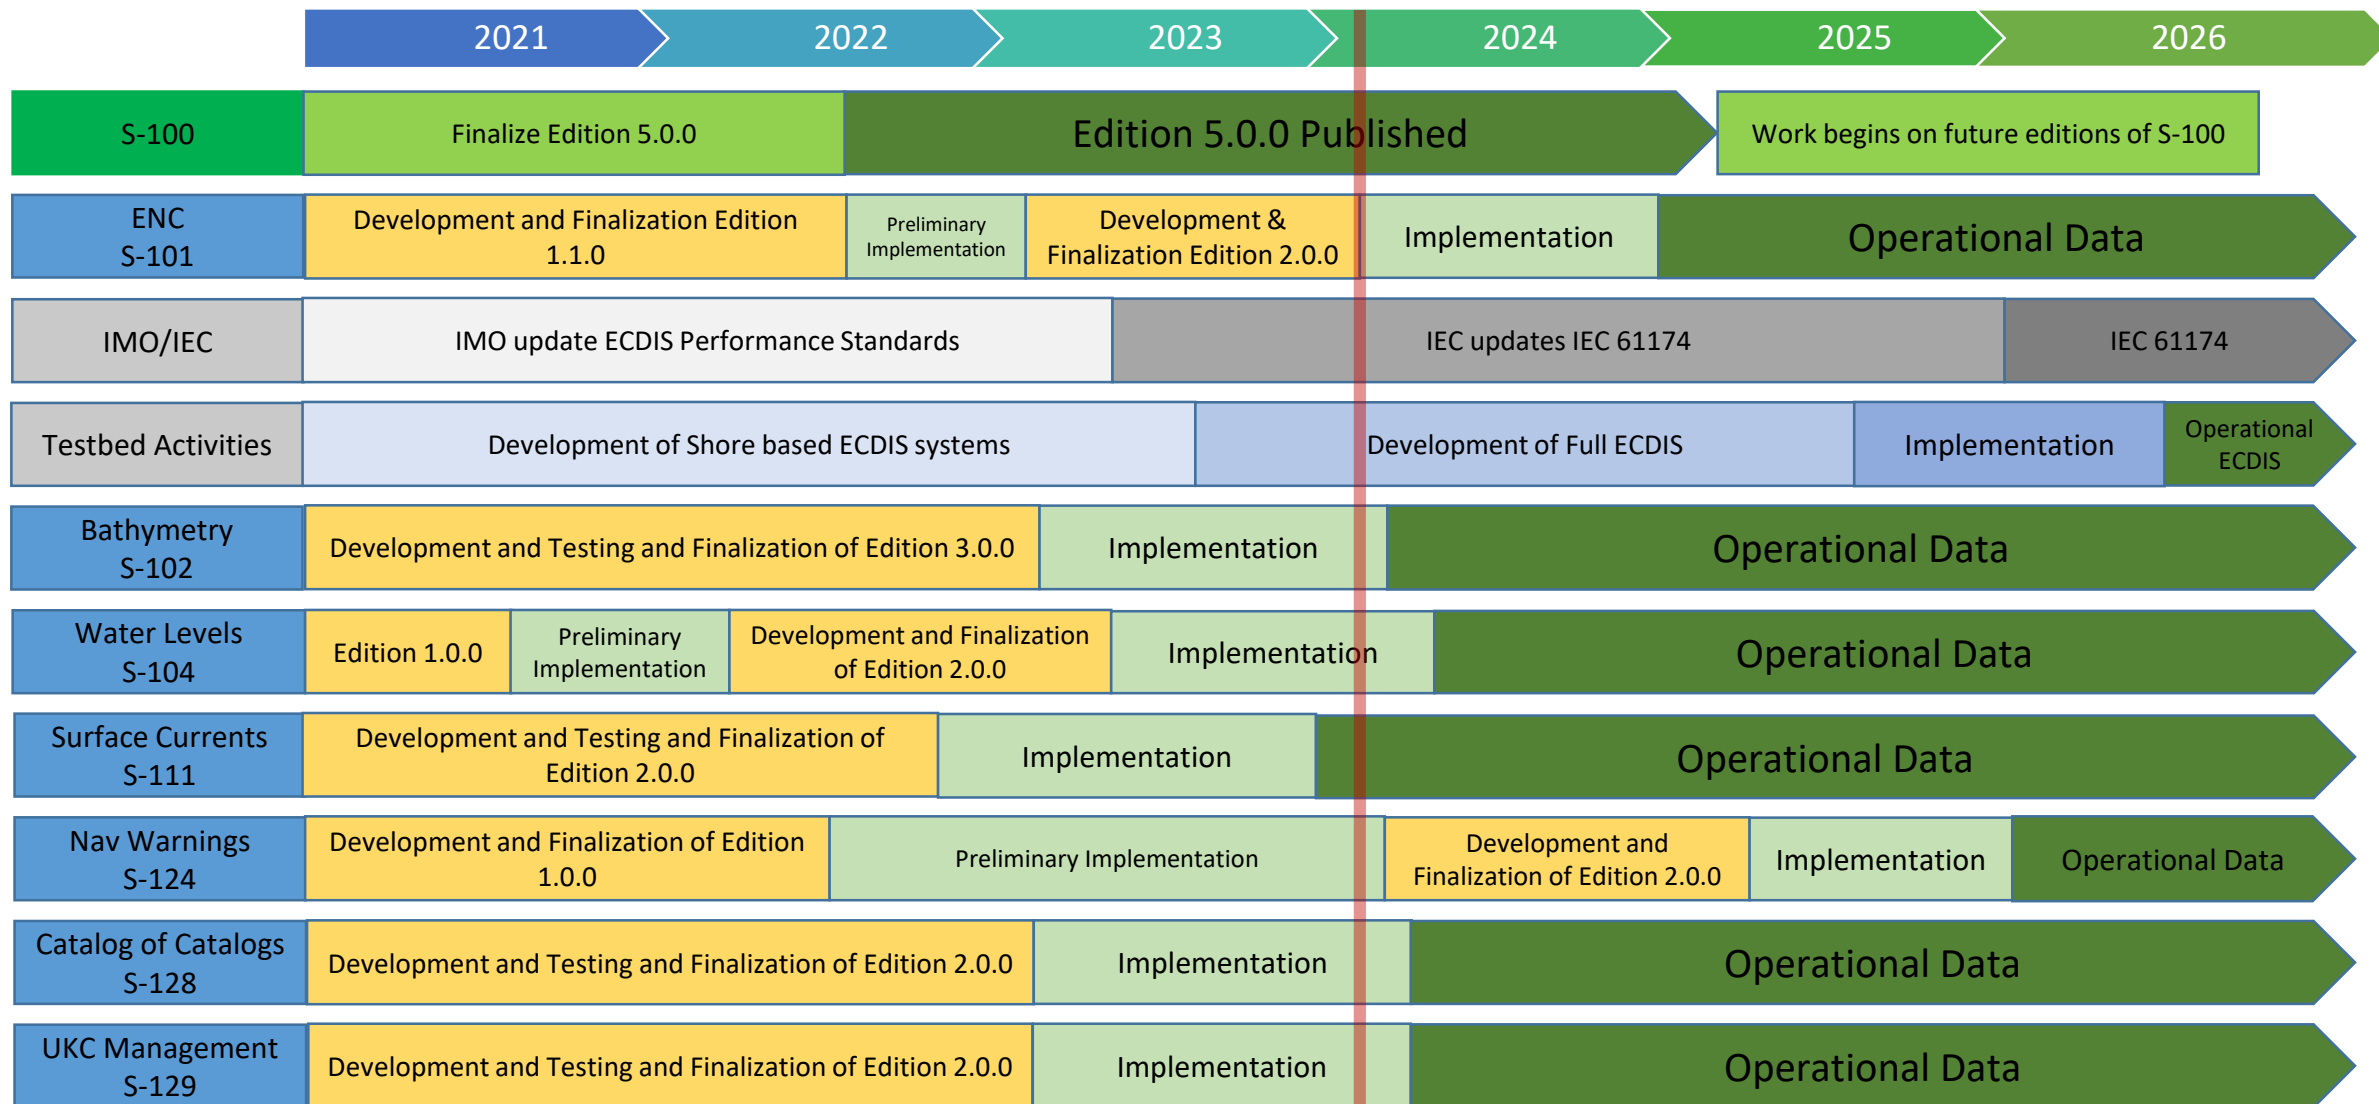 2021
2022
2023
2024
2025
2026
S-100
Finalize Edition 5.0.0
Edition 5.0.0 Published
Work begins on future editions of S-100
ENC
S-101
Development and Finalization Edition
1.1.0
Preliminary
Implementation
Development &
Finalization Edition 2.0.0
Implementation
Operational Data
IMO/IEC
IMO update ECDIS Performance Standards
IEC updates IEC 61174
IEC 61174
Testbed Activities
Development of Shore based ECDIS systems
Development of Full ECDIS
Implementation
Operational
ECDIS
Bathymetry
S-102
Development and Testing and Finalization of Edition 3.0.0
Implementation
Operational Data
Water Levels
S-104
Edition 1.0.0
Preliminary
Implementation
Development and Finalization
of Edition 2.0.0
Implementation
Operational Data
Surface Currents
S-111
Development and Testing and Finalization of
Edition 2.0.0
Implementation
Operational Data
Nav Warnings
S-124
Development and Finalization of Edition
1.0.0
Preliminary Implementation
Development and
Finalization of Edition 2.0.0
Implementation
Operational Data
Catalog of Catalogs
S-128
Development and Testing and Finalization of Edition 2.0.0
Implementation
Operational Data
UKC Management
S-129
Development and Testing and Finalization of Edition 2.0.0
Implementation
Operational Data